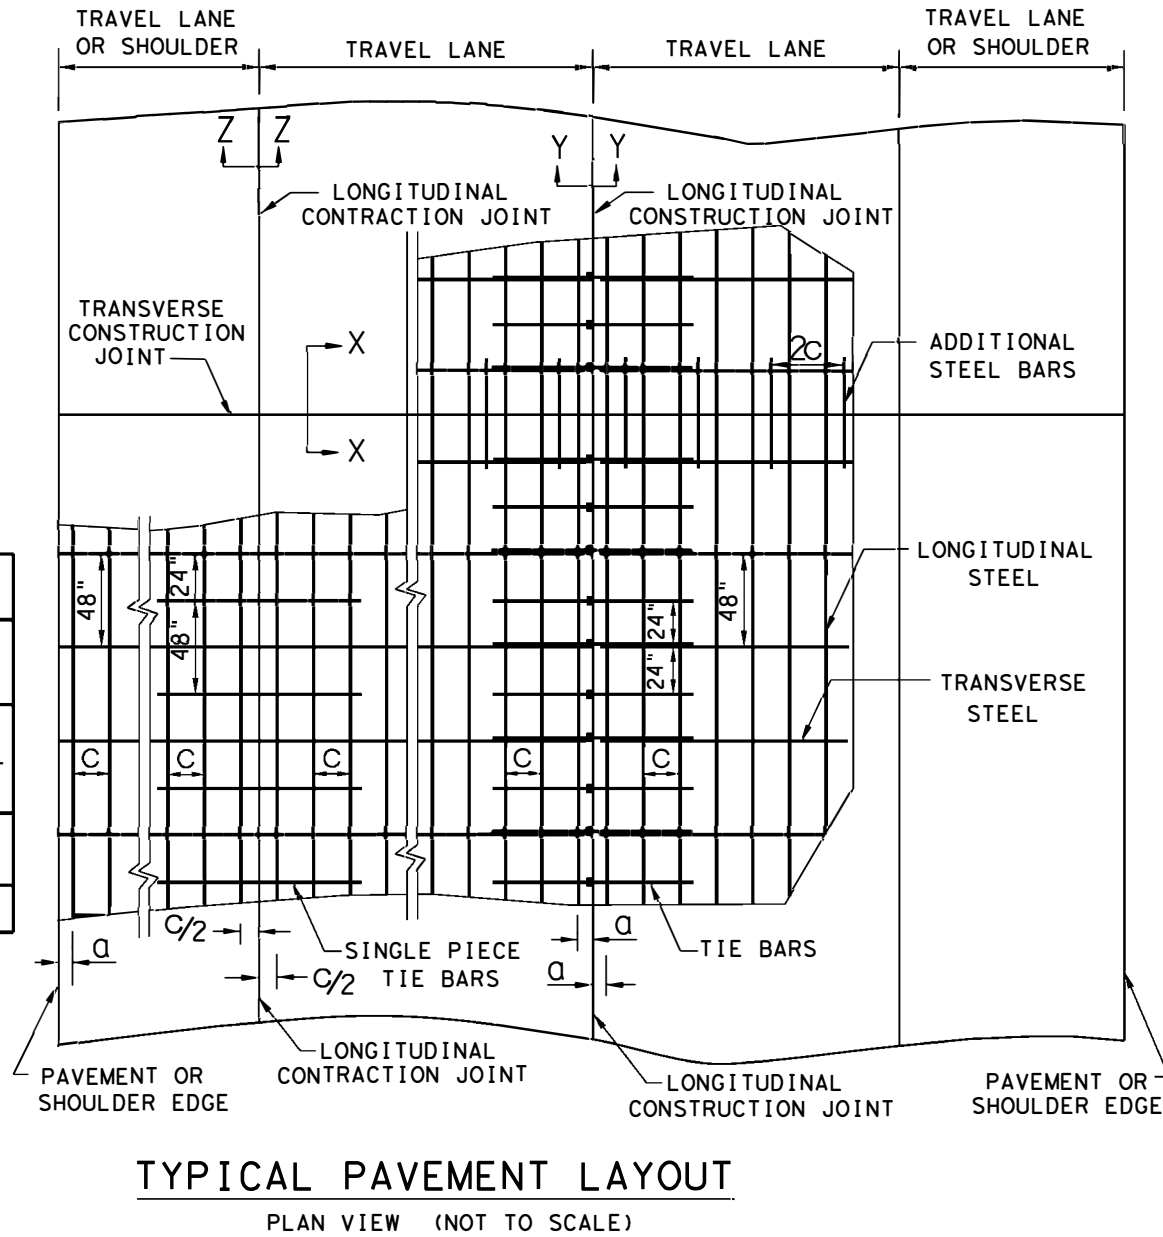 TRAVEL LANE
OR SHOULDER
TRAVEL LANE
TRAVEL LANE
TRAVEL LANE
OR SHOULDER
Z Z
Y Y
LONGITUDINAL
CONTRACTION JOINT
LONGITUDINAL
CONSTRUCTION JOINT
TRANSVERSE
CONSTRUCTION
JOINT
X
X
2C
ADDITIONAL
STEEL BARS
48"
24"
48"
24"
24"
48"
LONGITUDINAL
STEEL
TRANSVERSE
STEEL
C
C
C
C
C
a
C/2
C/2
SINGLE PIECE
TIE BARS
a
a
TIE BARS
LONGITUDINAL
CONTRACTION JOINT
LONGITUDINAL
CONSTRUCTION JOINT
PAVEMENT OR
SHOULDER EDGE
PAVEMENT OR
SHOULDER EDGE
TYPICAL PAVEMENT LAYOUT
PLAN VIEW (NOT TO SCALE)